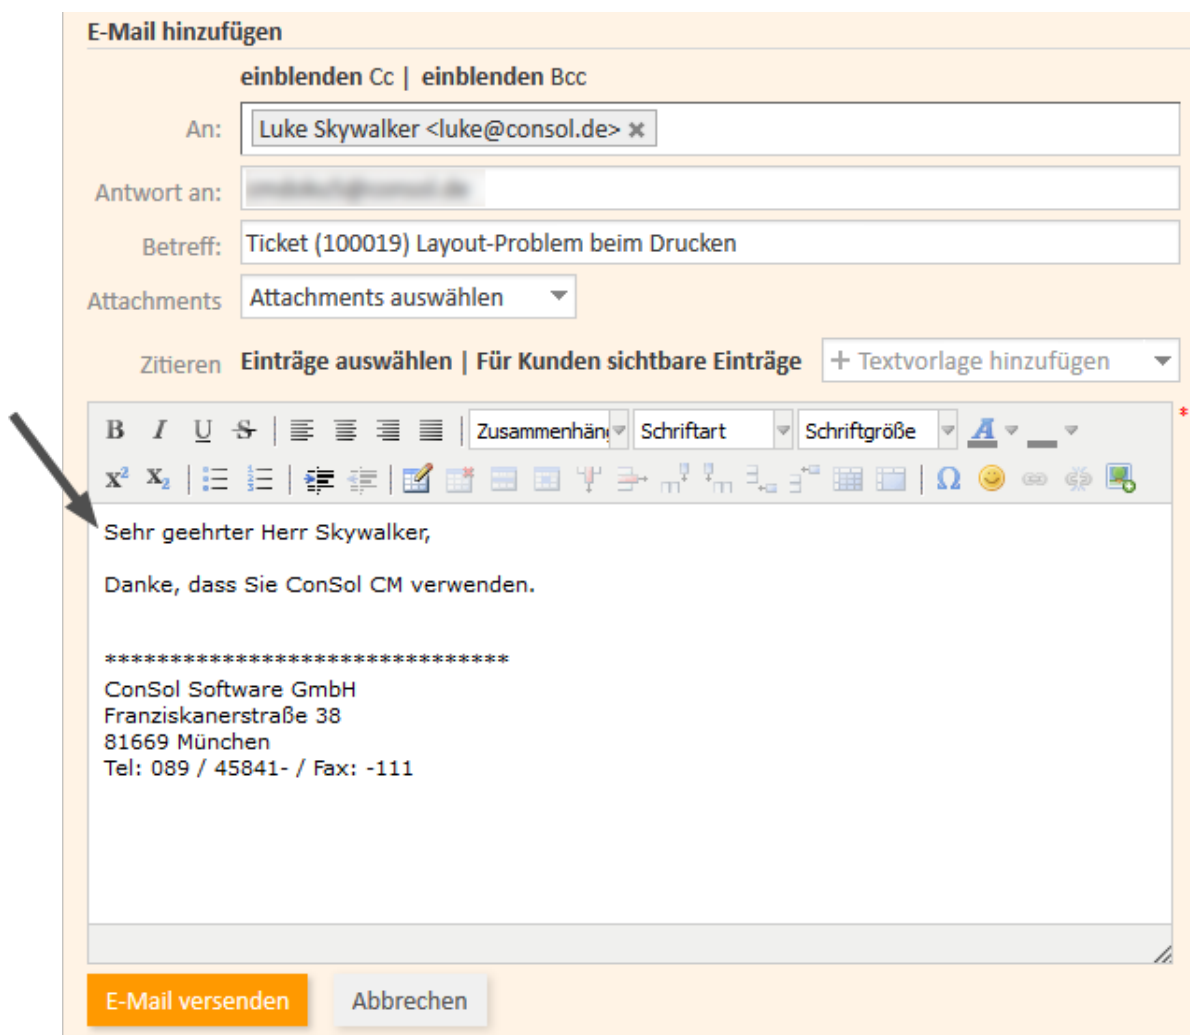 E-Mail hinzufügen
einblenden Cc | einblenden Bcc
An: Luke Skywalker <luke@consol.de> ×
Antwort an:
Betreff: Ticket (100019) Layout-Problem beim Drucken
Attachments Attachments auswählen
Zitieren Einträge auswählen | Für Kunden sichtbare Einträge + Textvorlage hinzufügen
*
B I U S Zusammenhän Schriftart Schriftgröße A
x² X₂ Ω
Sehr geehrter Herr Skywalker,
Danke, dass Sie ConSol CM verwenden.
*******************************
ConSol Software GmbH
Franziskanerstraße 38
81669 München
Tel: 089 / 45841- / Fax: -111
E-Mail versenden Abbrechen